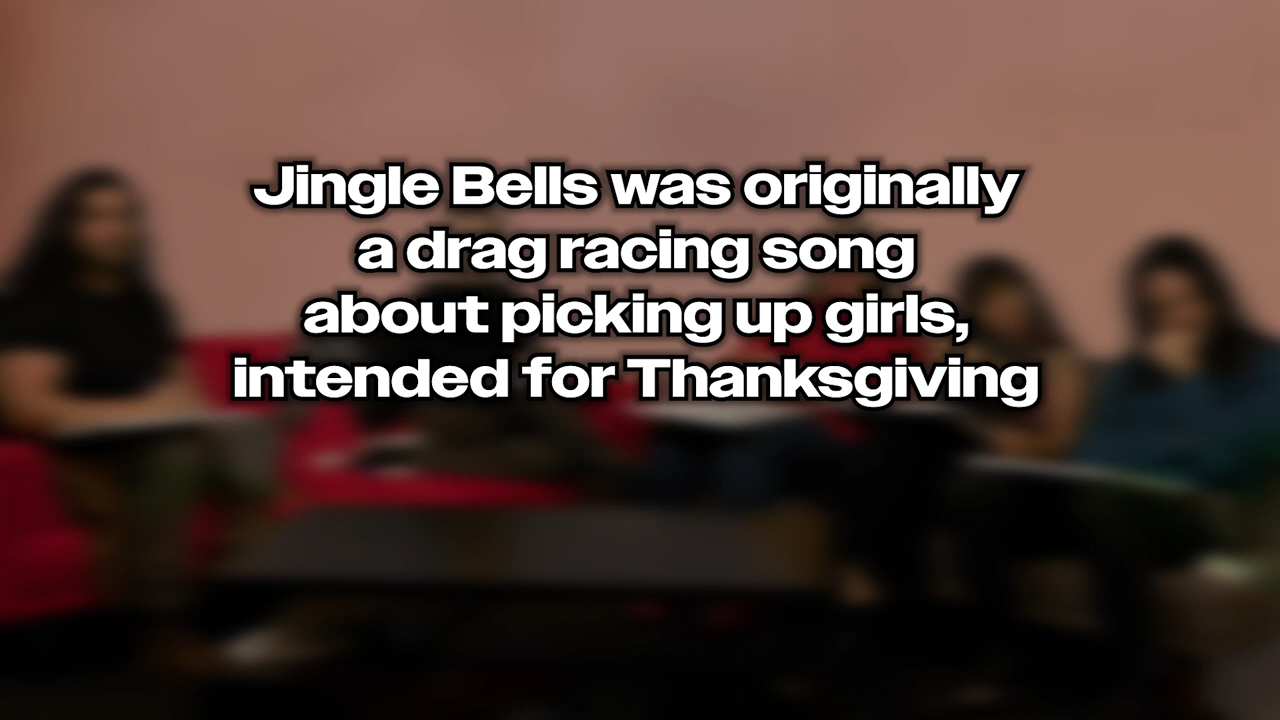 Jingle Bells was originally
a drag racing song
about picking up girls,
intended for Thanksgiving